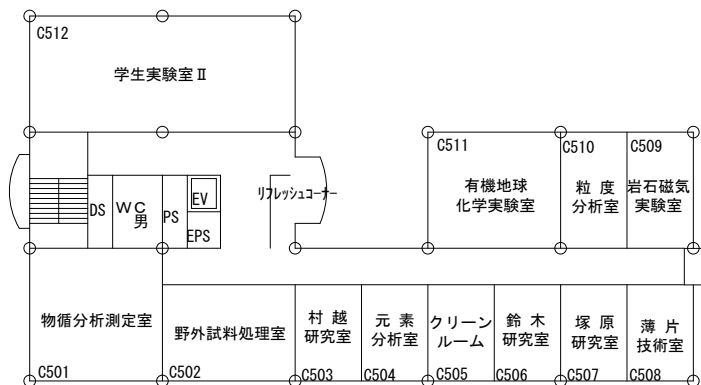 C512
学生実験室Ⅱ
C511
有機地球
化学実験室
C510
粒度
分析室
C509
岩石磁気
実験室
DS
WC
男
PS
EV
EPS
リフレッシュコーナー
物循分析測定室
C501
野外試料処理室
C502
村越
研究室
C503
元素
分析室
C504
クリーン
ルーム
C505
鈴木
研究室
C506
塚原
研究室
C507
薄片
技術室
C508